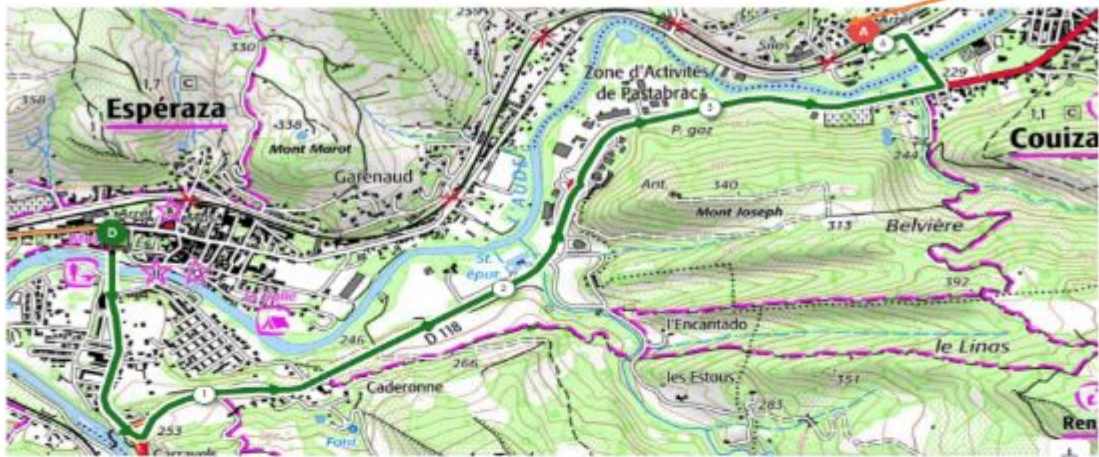 330
1,7 C
Espéraza
338
Mont Marot
Garenaud
L'AUDE
Silos
Zone d'Activités
de Pastabrac
3
P. gaz
A
4
229
1,1 C
Couiza
244
Ant.
340
Mont Joseph
313
Belvière
392
D
St.
épur.
2
D 118
246
266
l'Encantado
le Linas
Caderonne
les Estous
351
283
1
253
Font.
Ren